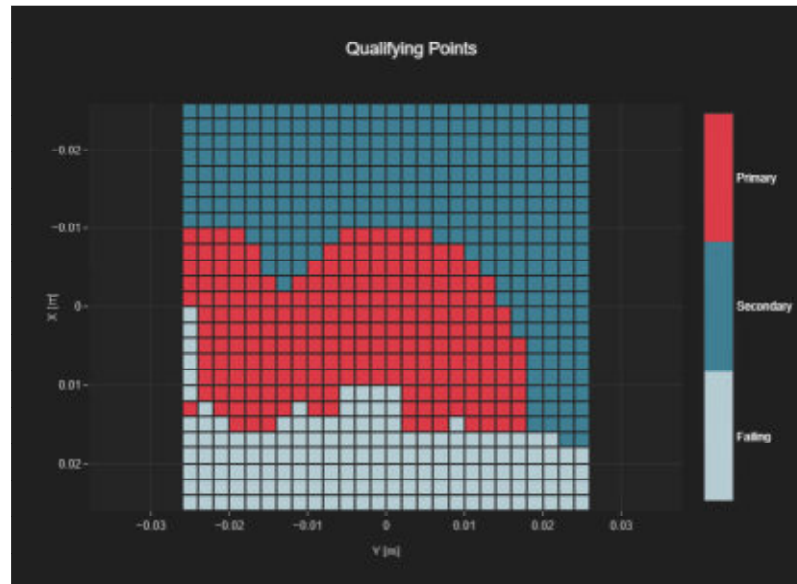 Qualifying Points
Primary
Secondary
Failing
X [m]
−0.02
−0.01
0
0.01
0.02
−0.03
−0.02
−0.01
0
0.01
0.02
0.03
Y [m]